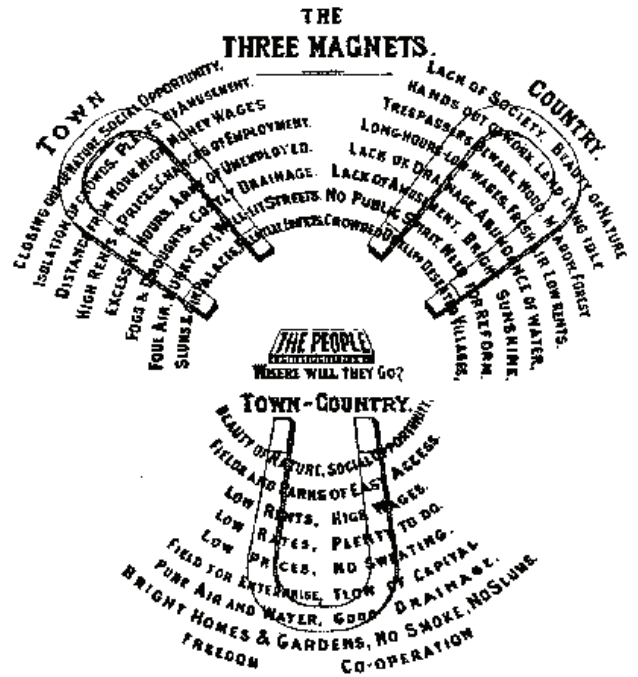 THE
THREE MAGNETS.
TOWN
CLOSING OUT OF NATURE. SOCIAL OPPORTUNITY.
ISOLATION OF CROWDS. PLACES OF AMUSEMENT.
DISTANCE FROM WORK. HIGH MONEY WAGES
HIGH RENTS & PRICES. CHANCES OF EMPLOYMENT.
EXCESSIVE HOURS. ARMY OF UNEMPLOYED.
FOGS & DROUGHTS. COSTLY DRAINAGE.
FOUL AIR. MURKY SKY. WELL-LIT STREETS.
SLUMS & GIN PALACES. PALATIAL EDIFICES.
COUNTRY.
LACK OF SOCIETY. BEAUTY OF NATURE
HANDS OUT OF WORK. LAND LYING IDLE
TRESPASSERS BEWARE. WOOD, MEADOW, FOREST
LONG HOURS-LOW WAGES. FRESH AIR. LOW RENTS.
LACK OF DRAINAGE. ABUNDANCE OF WATER,
LACK OF AMUSEMENT. BRIGHT SUNSHINE.
NO PUBLIC SPIRIT. NEED FOR REFORM.
CROWDED DWELLINGS. DESERTED VILLAGES.
THE PEOPLE
WHERE WILL THEY GO?
TOWN-COUNTRY.
BEAUTY OF NATURE, SOCIAL OPPORTUNITY.
FIELDS AND PARKS OF EASY ACCESS.
LOW RENTS, HIGH WAGES.
LOW RATES, PLENTY TO DO.
LOW PRICES, NO SWEATING.
FIELD FOR ENTERPRISE, FLOW OF CAPITAL
PURE AIR AND WATER, GOOD DRAINAGE.
BRIGHT HOMES & GARDENS, NO SMOKE, NO SLUMS.
FREEDOM CO-OPERATION